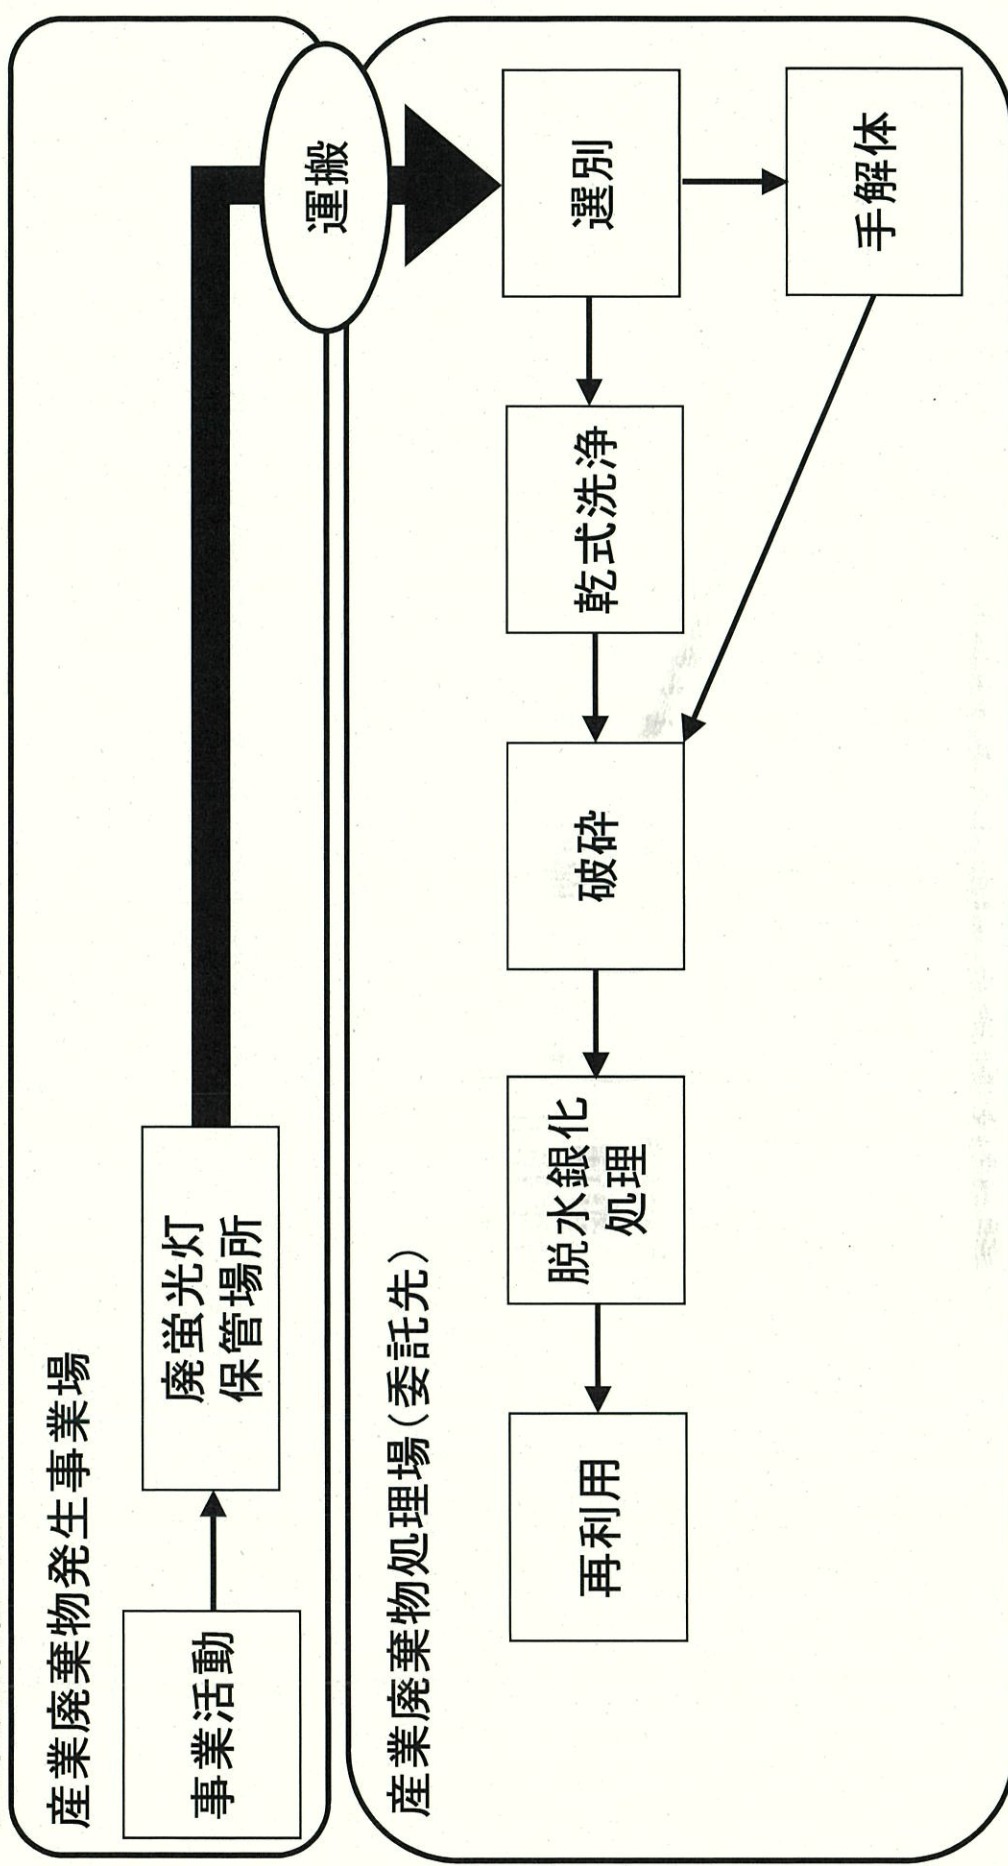 産業廃棄物発生事業場
事業活動
廃蛍光灯
保管場所
運搬
産業廃棄物処理場(委託先)
選別
手解体
乾式洗浄
破砕
脱水銀化
処理
再利用